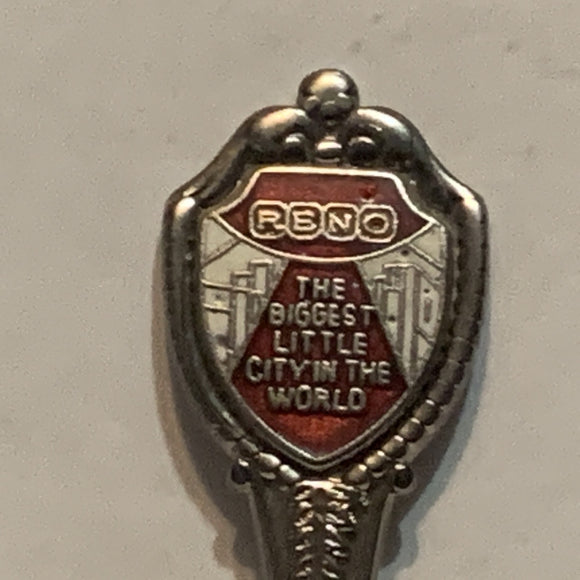 RENO
THE
BIGGEST
LITTLE
CITY IN THE
WORLD